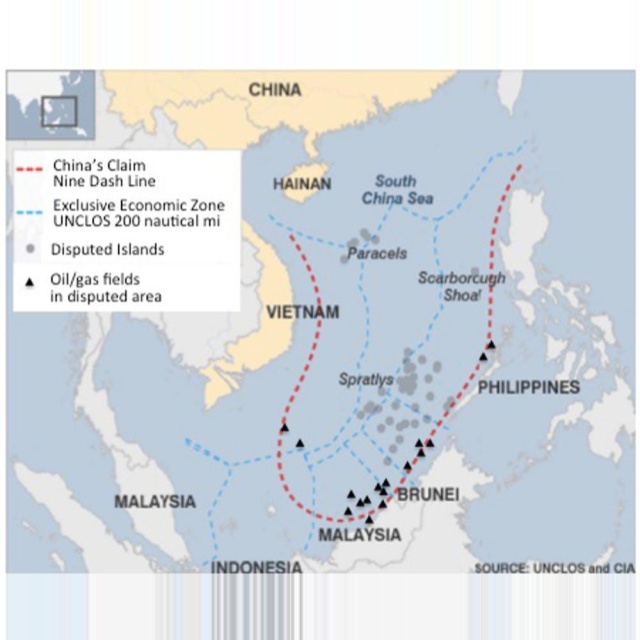 CHINA
China's Claim
Nine Dash Line
Exclusive Economic Zone
UNCLOS 200 nautical mi
Disputed Islands
Oil/gas fields
in disputed area
HAINAN
South
China Sea
Paracels
Scarborough
Shoal
VIETNAM
Spratlys
PHILIPPINES
MALAYSIA
BRUNEI
MALAYSIA
INDONESIA
SOURCE: UNCLOS and CIA